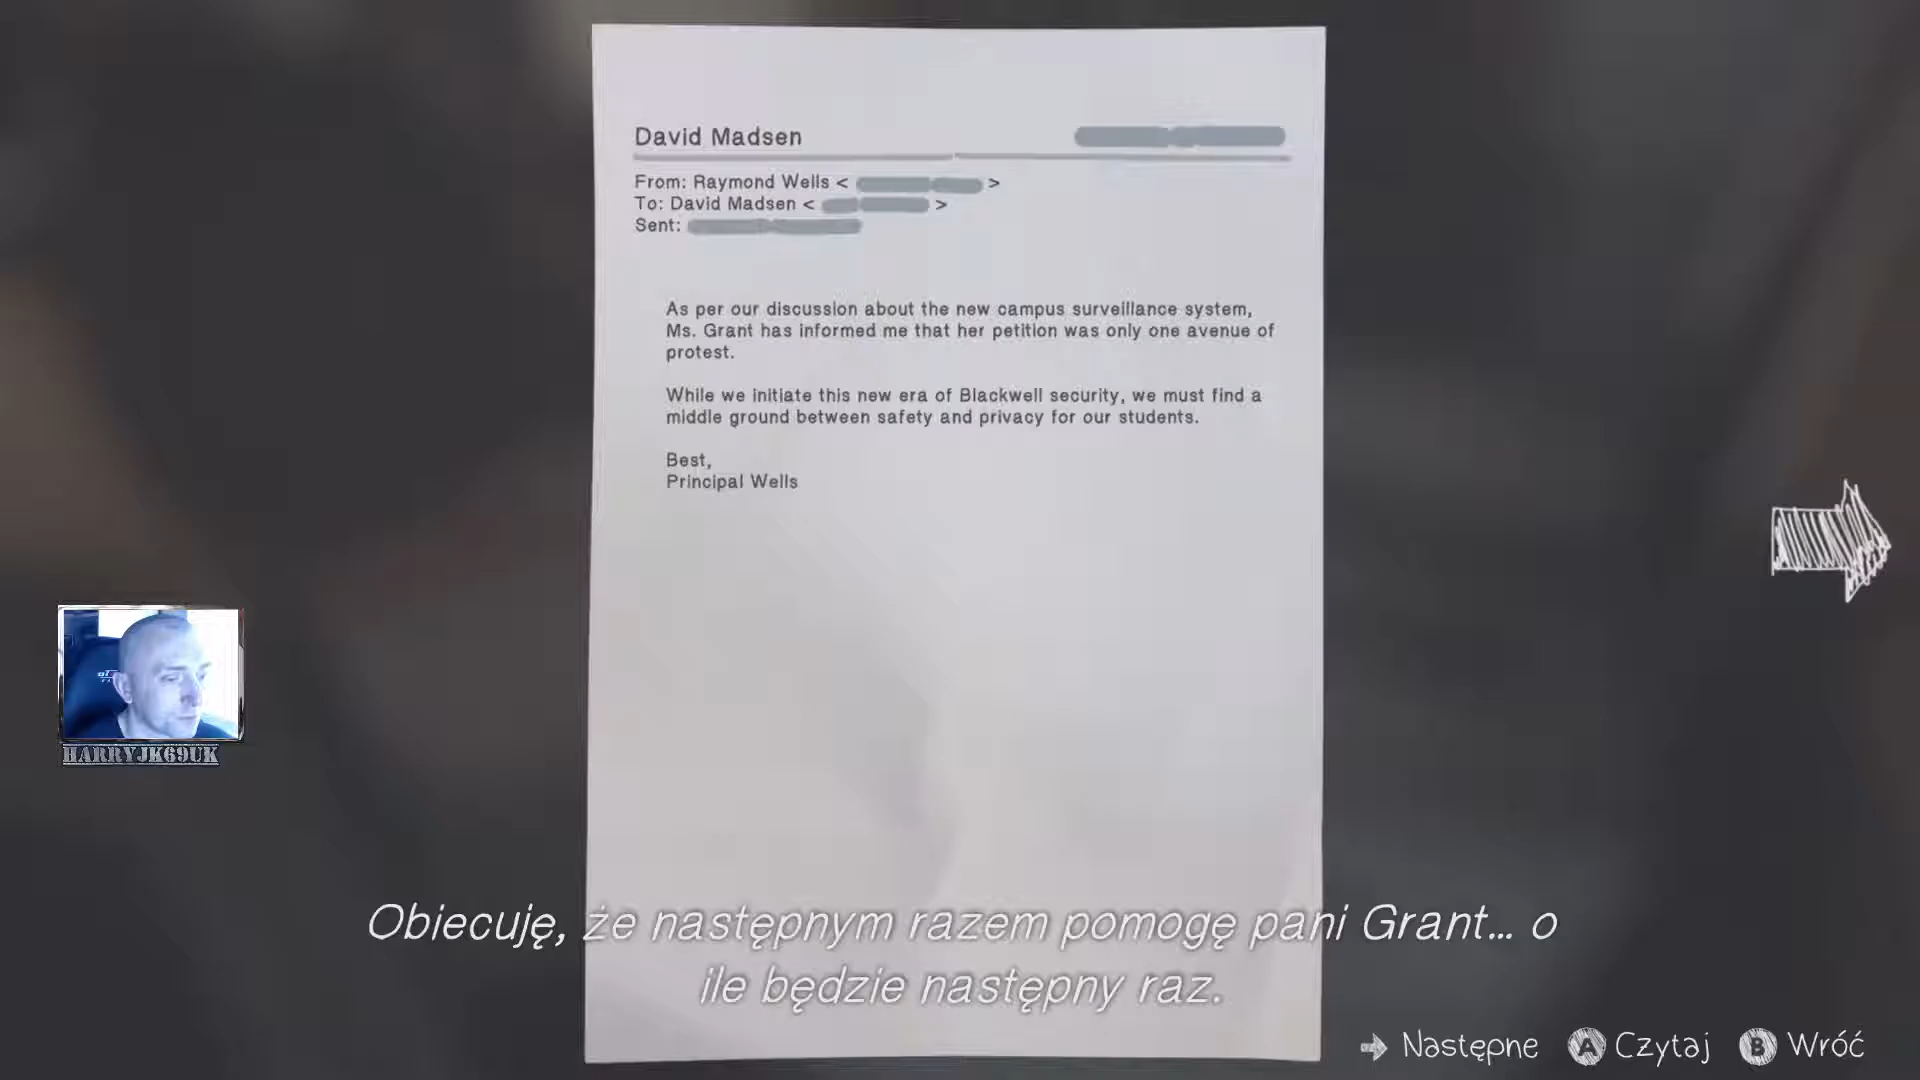 David Madsen
From: Raymond Wells < >
To: David Madsen < >
Sent:
As per our discussion about the new campus surveillance system,
Ms. Grant has informed me that her petition was only one avenue of
protest.
While we initiate this new era of Blackwell security, we must find a
middle ground between safety and privacy for our students.
Best,
Principal Wells
HARRYJK69UK
Obiecuję, że następnym razem pomogę pani Grant... o
ile będzie następny raz.
Następne A Czytaj B Wróć